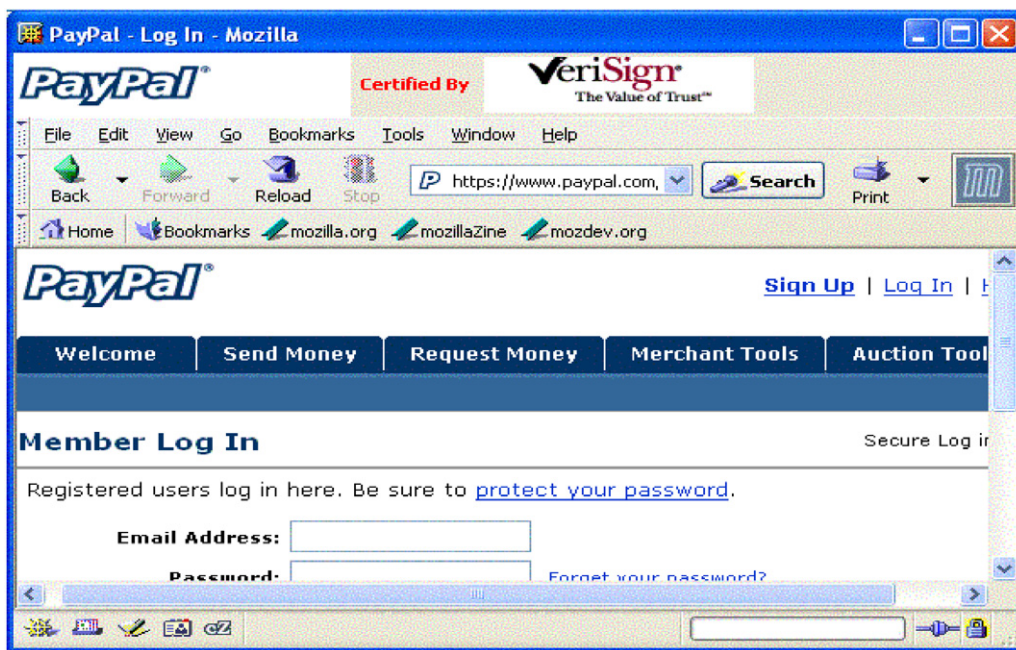 PayPal - Log In - Mozilla
PayPal® Certified By VeriSign® The Value of Trust℠
File Edit View Go Bookmarks Tools Window Help
Back Forward Reload Stop https://www.paypal.com, Search Print
Home Bookmarks mozilla.org mozillaZine mozdev.org
PayPal® Sign Up | Log In |
Welcome Send Money Request Money Merchant Tools Auction Tool
Member Log In Secure Log in
Registered users log in here. Be sure to protect your password.
Email Address:
Password: Forget your password?